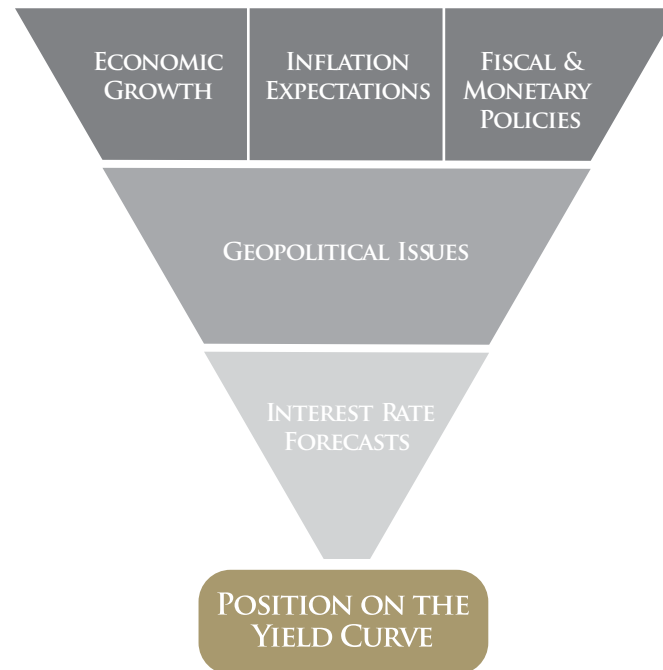 ECONOMIC
GROWTH
INFLATION
EXPECTATIONS
FISCAL &
MONETARY
POLICIES
GEOPOLITICAL ISSUES
INTEREST RATE
FORECASTS
POSITION ON THE
YIELD CURVE